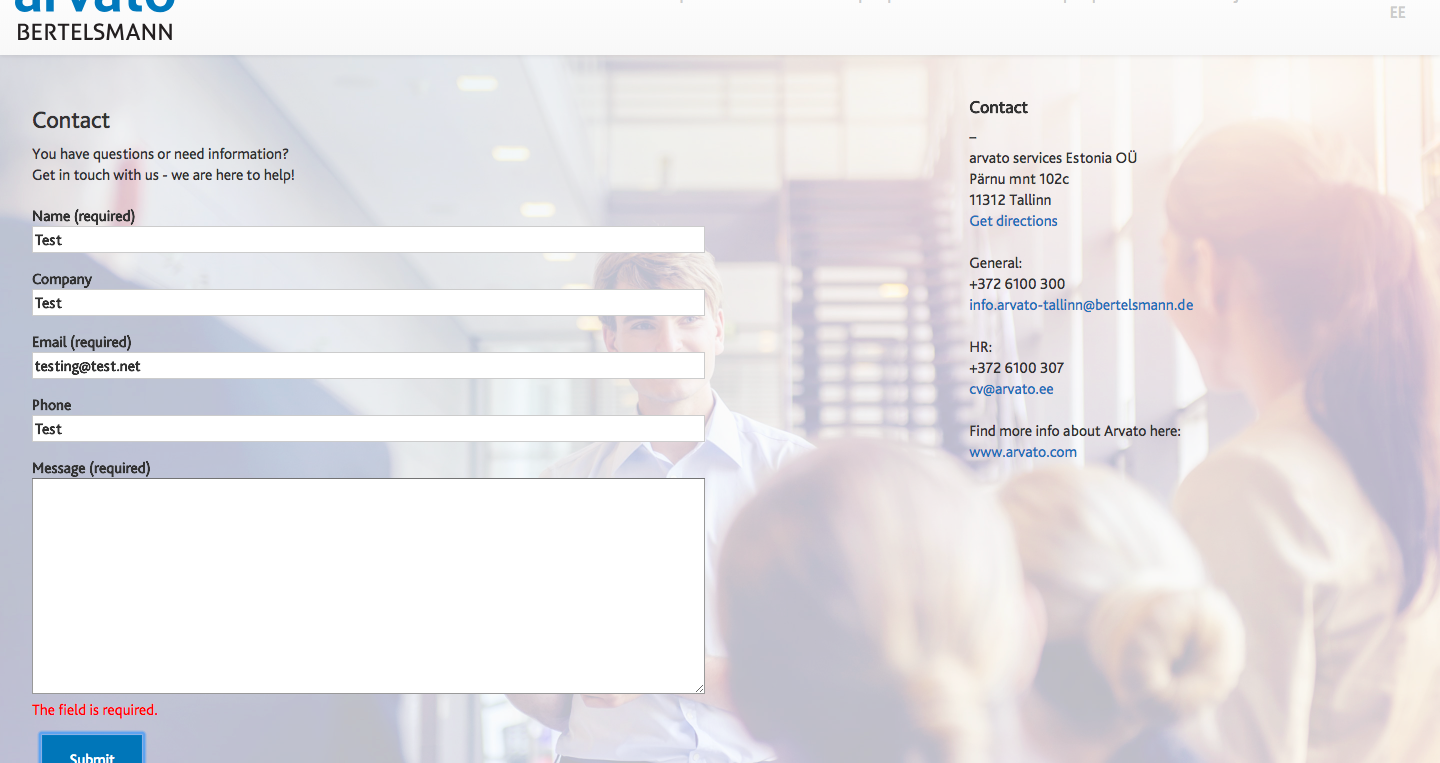 arvato
BERTELSMANN
EE
Contact
You have questions or need information?
Get in touch with us - we are here to help!
Name (required)
Test
Company
Test
Email (required)
testing@test.net
Phone
Test
Message (required)
The field is required.
Submit
Contact
–
arvato services Estonia OÜ
Pärnu mnt 102c
11312 Tallinn
Get directions
General:
+372 6100 300
info.arvato-tallinn@bertelsmann.de
HR:
+372 6100 307
cv@arvato.ee
Find more info about Arvato here:
www.arvato.com